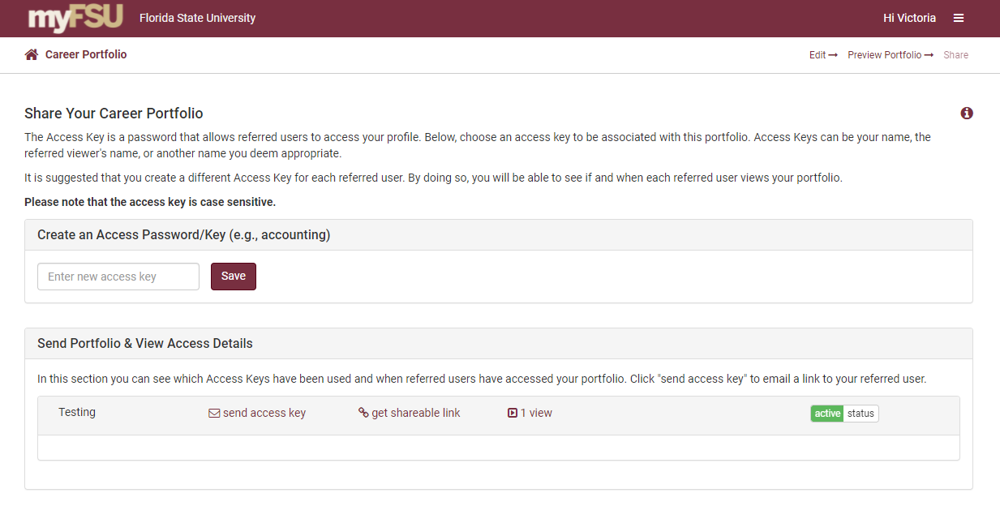 myFSU Florida State University Hi Victoria
Career Portfolio Edit Preview Portfolio Share
Share Your Career Portfolio
The Access Key is a password that allows referred users to access your profile. Below, choose an access key to be associated with this portfolio. Access Keys can be your name, the
referred viewer's name, or another name you deem appropriate.
It is suggested that you create a different Access Key for each referred user. By doing so, you will be able to see if and when each referred user views your portfolio.
Please note that the access key is case sensitive.
Create an Access Password/Key (e.g., accounting)
Enter new access key Save
Send Portfolio & View Access Details
In this section you can see which Access Keys have been used and when referred users have accessed your portfolio. Click "send access key" to email a link to your referred user.
Testing send access key get shareable link 1 view active status